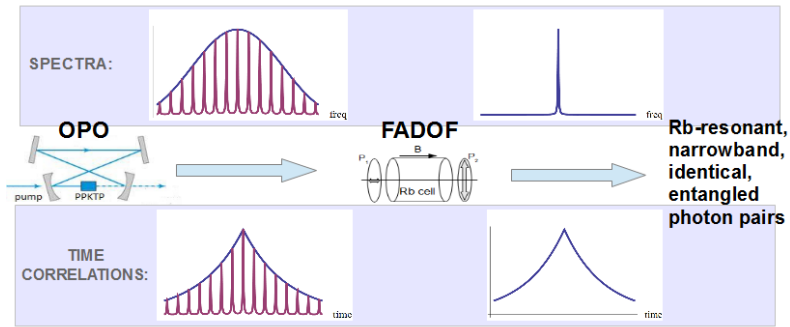 SPECTRA:
freq
freq
OPO
FADOF
Rb-resonant,
narrowband,
identical,
entangled
photon pairs
B
P1
P2
Rb cell
pump
PPKTP
TIME
CORRELATIONS:
time
time